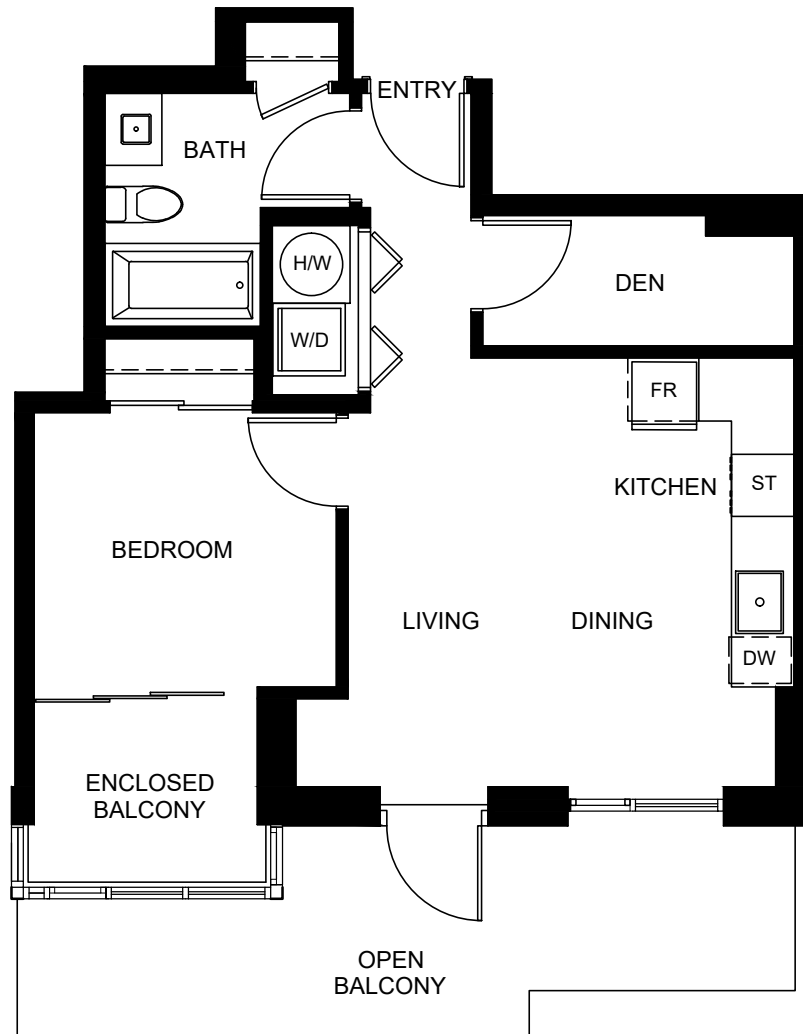 ENTRY
BATH
H/W
DEN
W/D
FR
KITCHEN
ST
BEDROOM
LIVING
DINING
DW
ENCLOSED
BALCONY
OPEN
BALCONY